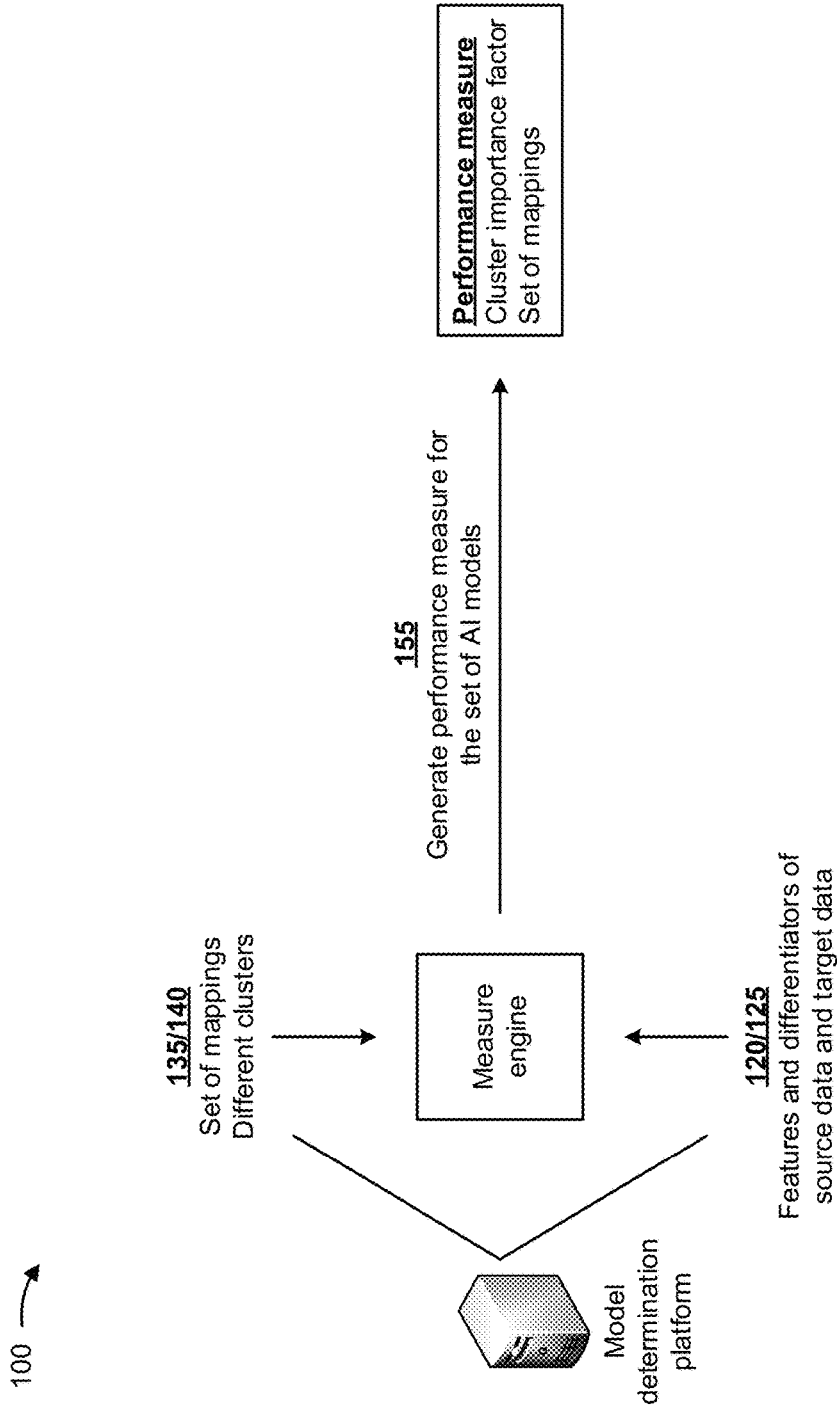 100
135/140
Set of mappings
Different clusters
Model
determination
platform
Measure
engine
120/125
Features and differentiators of
source data and target data
155
Generate performance measure for
the set of AI models
Performance measure
Cluster importance factor
Set of mappings